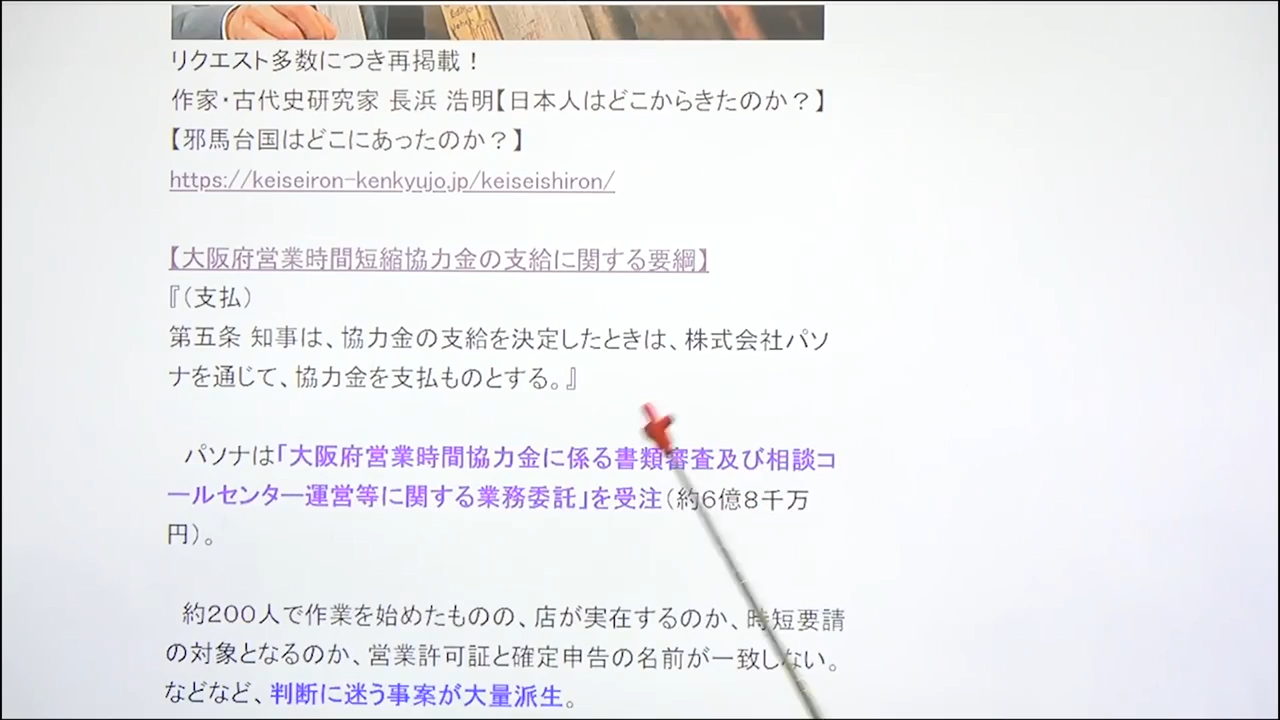 リクエスト多数につき再掲載！
作家・古代史研究家 長浜 浩明【日本人はどこからきたのか？】
【邪馬台国はどこにあったのか？】
https://keiseiron-kenkyujo.jp/keiseishiron/
【大阪府営業時間短縮協力金の支給に関する要綱】
『（支払）
第五条 知事は、協力金の支給を決定したときは、株式会社パソ
ナを通じて、協力金を支払ものとする。』
パソナは「大阪府営業時間協力金に係る書類審査及び相談コ
ールセンター運営等に関する業務委託」を受注（約6億8千万
円）。
約200人で作業を始めたものの、店が実在するのか、時短要請
の対象となるのか、営業許可証と確定申告の名前が一致しない。
などなど、判断に迷う事案が大量派生。